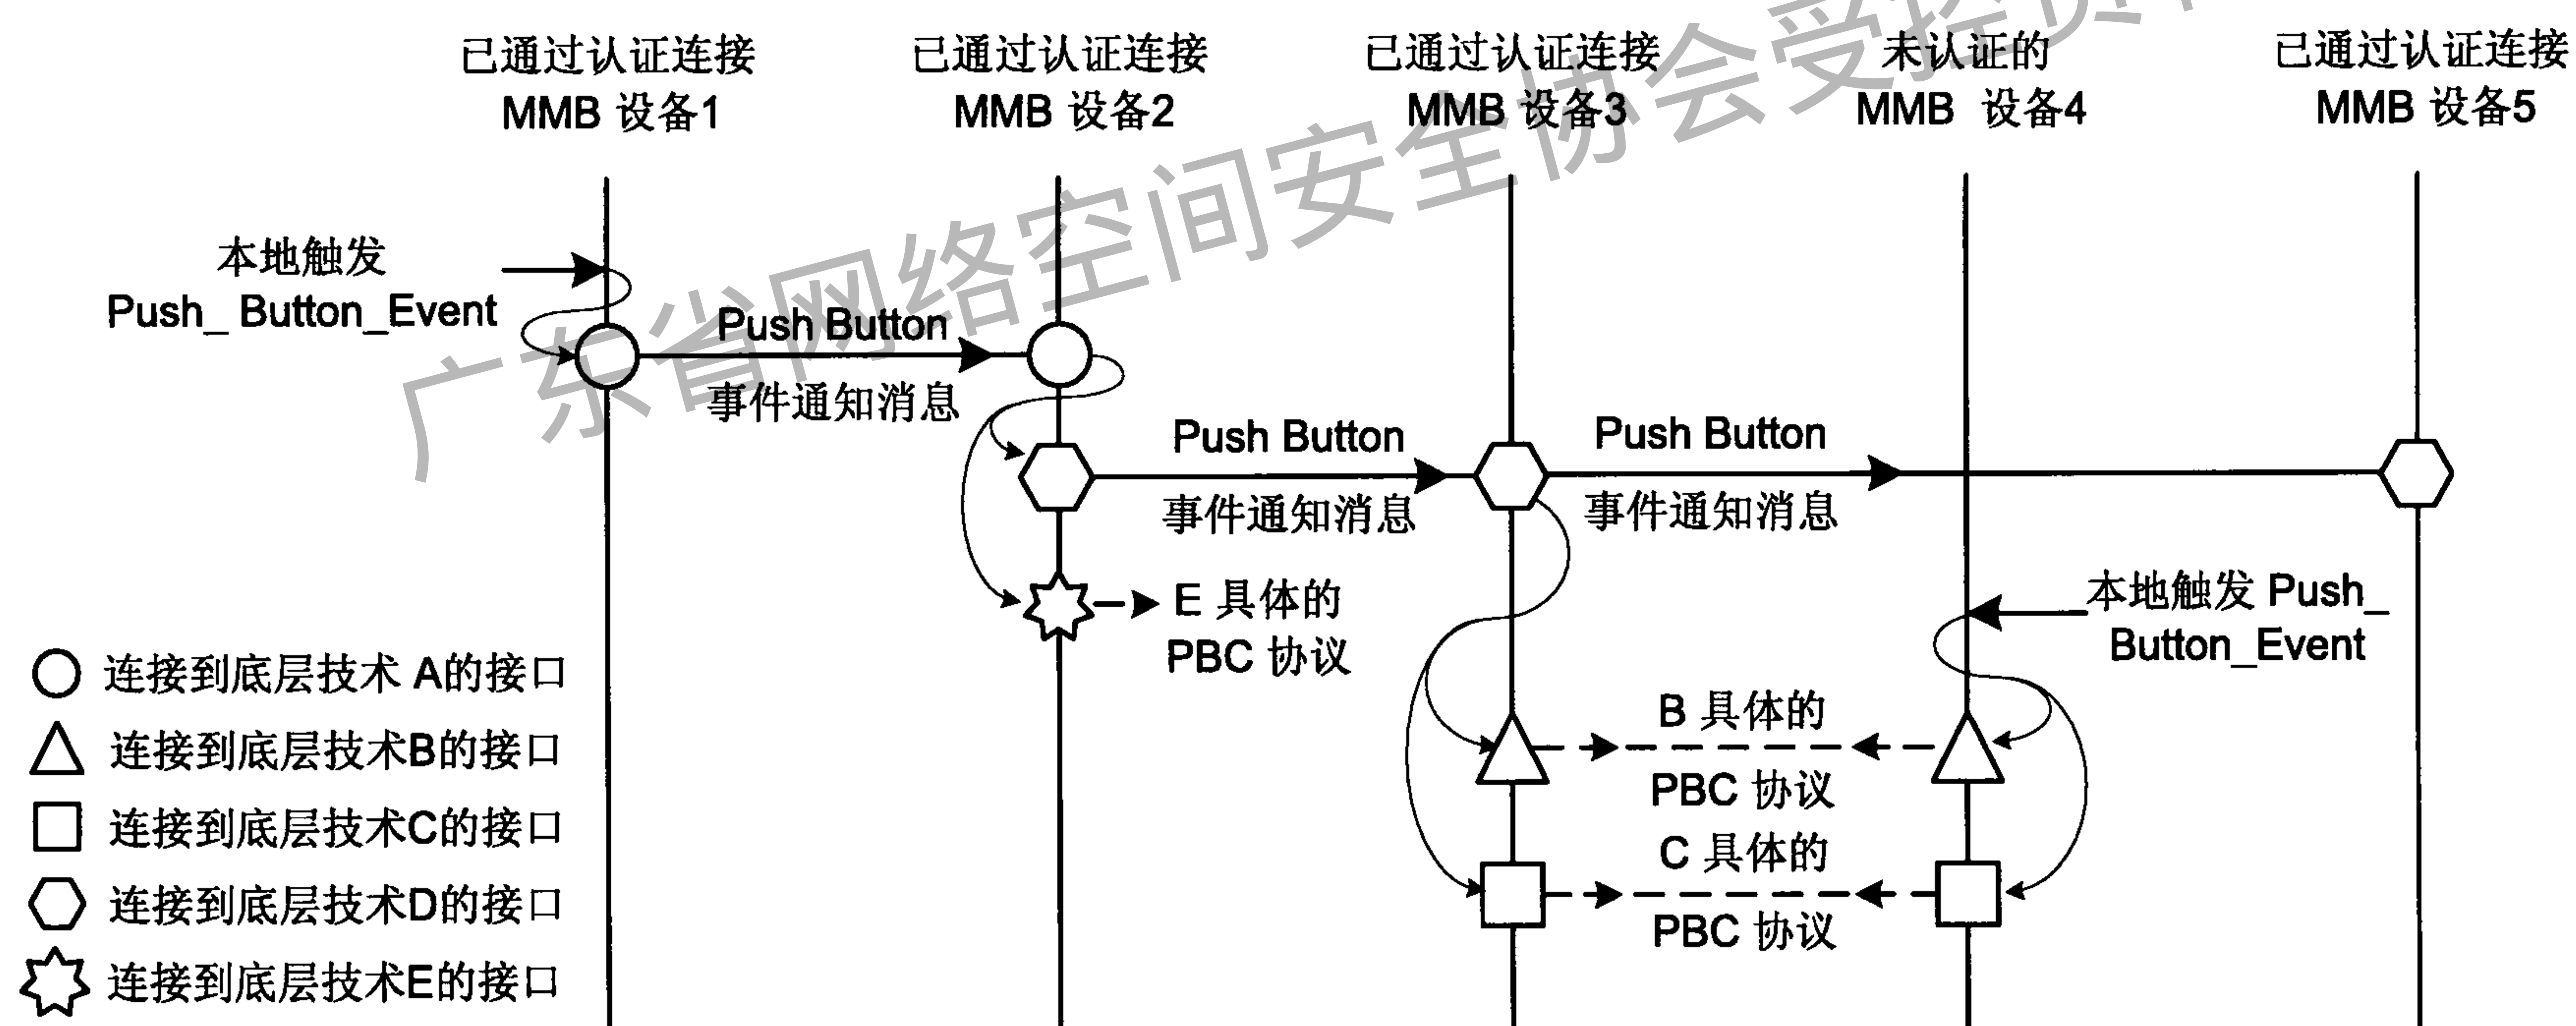 已通过认证连接
MMB 设备1
已通过认证连接
MMB 设备2
已通过认证连接
MMB 设备3
未认证的
MMB 设备4
已通过认证连接
MMB 设备5
本地触发
Push_ Button_Event
Push Button
事件通知消息
Push Button
事件通知消息
Push Button
事件通知消息
E 具体的
PBC 协议
本地触发 Push_
Button_Event
B 具体的
PBC 协议
C 具体的
PBC 协议
连接到底层技术 A的接口
连接到底层技术B的接口
连接到底层技术C的接口
连接到底层技术D的接口
连接到底层技术E的接口
广东省网络空间安全协会受控资